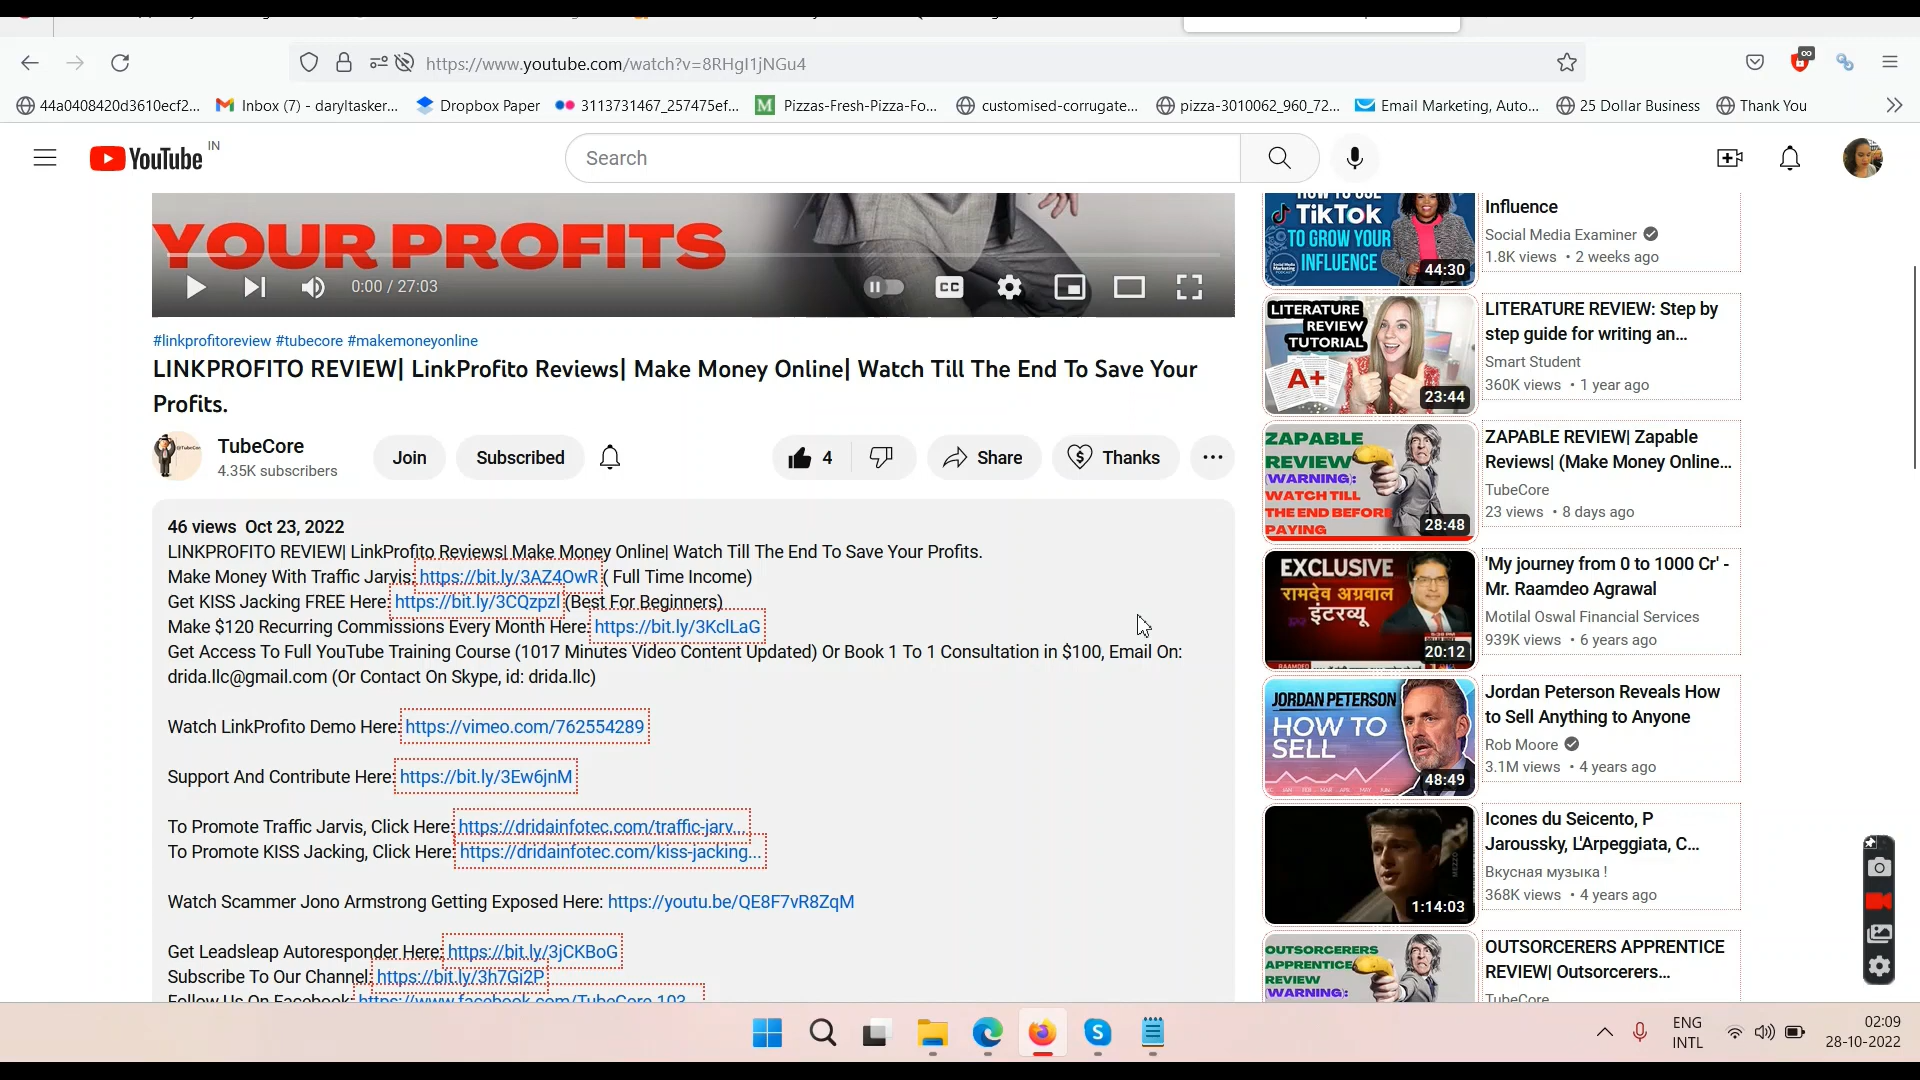 https://www.youtube.com/watch?v=8RHgI1jNGu4
44a0408420d3610ecf2...
Inbox (7) - daryltasker...
Dropbox Paper
3113731467_257475ef...
Pizzas-Fresh-Pizza-Fo...
customised-corrugate...
pizza-3010062_960_72...
Email Marketing, Auto...
25 Dollar Business
Thank You
YouTube IN
Search
YOUR PROFITS
0:00 / 27:03
CC
#linkprofitoreview #tubecore #makemoneyonline
LINKPROFITO REVIEW| LinkProfito Reviews| Make Money Online| Watch Till The End To Save Your
Profits.
TubeCore
4.35K subscribers
Join
Subscribed
4
Share
Thanks
46 views Oct 23, 2022
LINKPROFITO REVIEW| LinkProfito Reviews| Make Money Online| Watch Till The End To Save Your Profits.
Make Money With Traffic Jarvis: https://bit.ly/3AZ4OwR ( Full Time Income)
Get KISS Jacking FREE Here: https://bit.ly/3CQzpzl (Best For Beginners)
Make $120 Recurring Commissions Every Month Here: https://bit.ly/3KclLaG
Get Access To Full YouTube Training Course (1017 Minutes Video Content Updated) Or Book 1 To 1 Consultation in $100, Email On:
drida.llc@gmail.com (Or Contact On Skype, id: drida.llc)
Watch LinkProfito Demo Here: https://vimeo.com/762554289
Support And Contribute Here: https://bit.ly/3Ew6jnM
To Promote Traffic Jarvis, Click Here: https://dridainfotec.com/traffic-jarv...
To Promote KISS Jacking, Click Here: https://dridainfotec.com/kiss-jacking...
Watch Scammer Jono Armstrong Getting Exposed Here: https://youtu.be/QE8F7vR8ZqM
Get Leadsleap Autoresponder Here: https://bit.ly/3jCKBoG
Subscribe To Our Channel: https://bit.ly/3h7Gi2P
Follow Us On Facebook: https://www.facebook.com/TubeCore-103...
HOW TO USE
TikTok
TO GROW YOUR
INFLUENCE
44:30
Influence
Social Media Examiner
1.8K views • 2 weeks ago
LITERATURE
REVIEW
TUTORIAL
A+
23:44
LITERATURE REVIEW: Step by
step guide for writing an...
Smart Student
360K views • 1 year ago
ZAPABLE
REVIEW
(WARNING):
WATCH TILL
THE END BEFORE
PAYING
28:48
ZAPABLE REVIEW| Zapable
Reviews| (Make Money Online...
TubeCore
23 views • 8 days ago
EXCLUSIVE
रामदेव अग्रवाल
इंटरव्यू
20:12
'My journey from 0 to 1000 Cr' -
Mr. Raamdeo Agrawal
Motilal Oswal Financial Services
939K views • 6 years ago
JORDAN PETERSON
HOW TO
SELL
48:49
Jordan Peterson Reveals How
to Sell Anything to Anyone
Rob Moore
3.1M views • 4 years ago
1:14:03
Icones du Seicento, P
Jaroussky, L'Arpeggiata, C...
Вкусная музыка !
368K views • 4 years ago
OUTSORCERERS
APPRENTICE
REVIEW
(WARNING):
OUTSORCERERS APPRENTICE
REVIEW| Outsorcerers...
TubeCore
ENG
INTL
02:09
28-10-2022